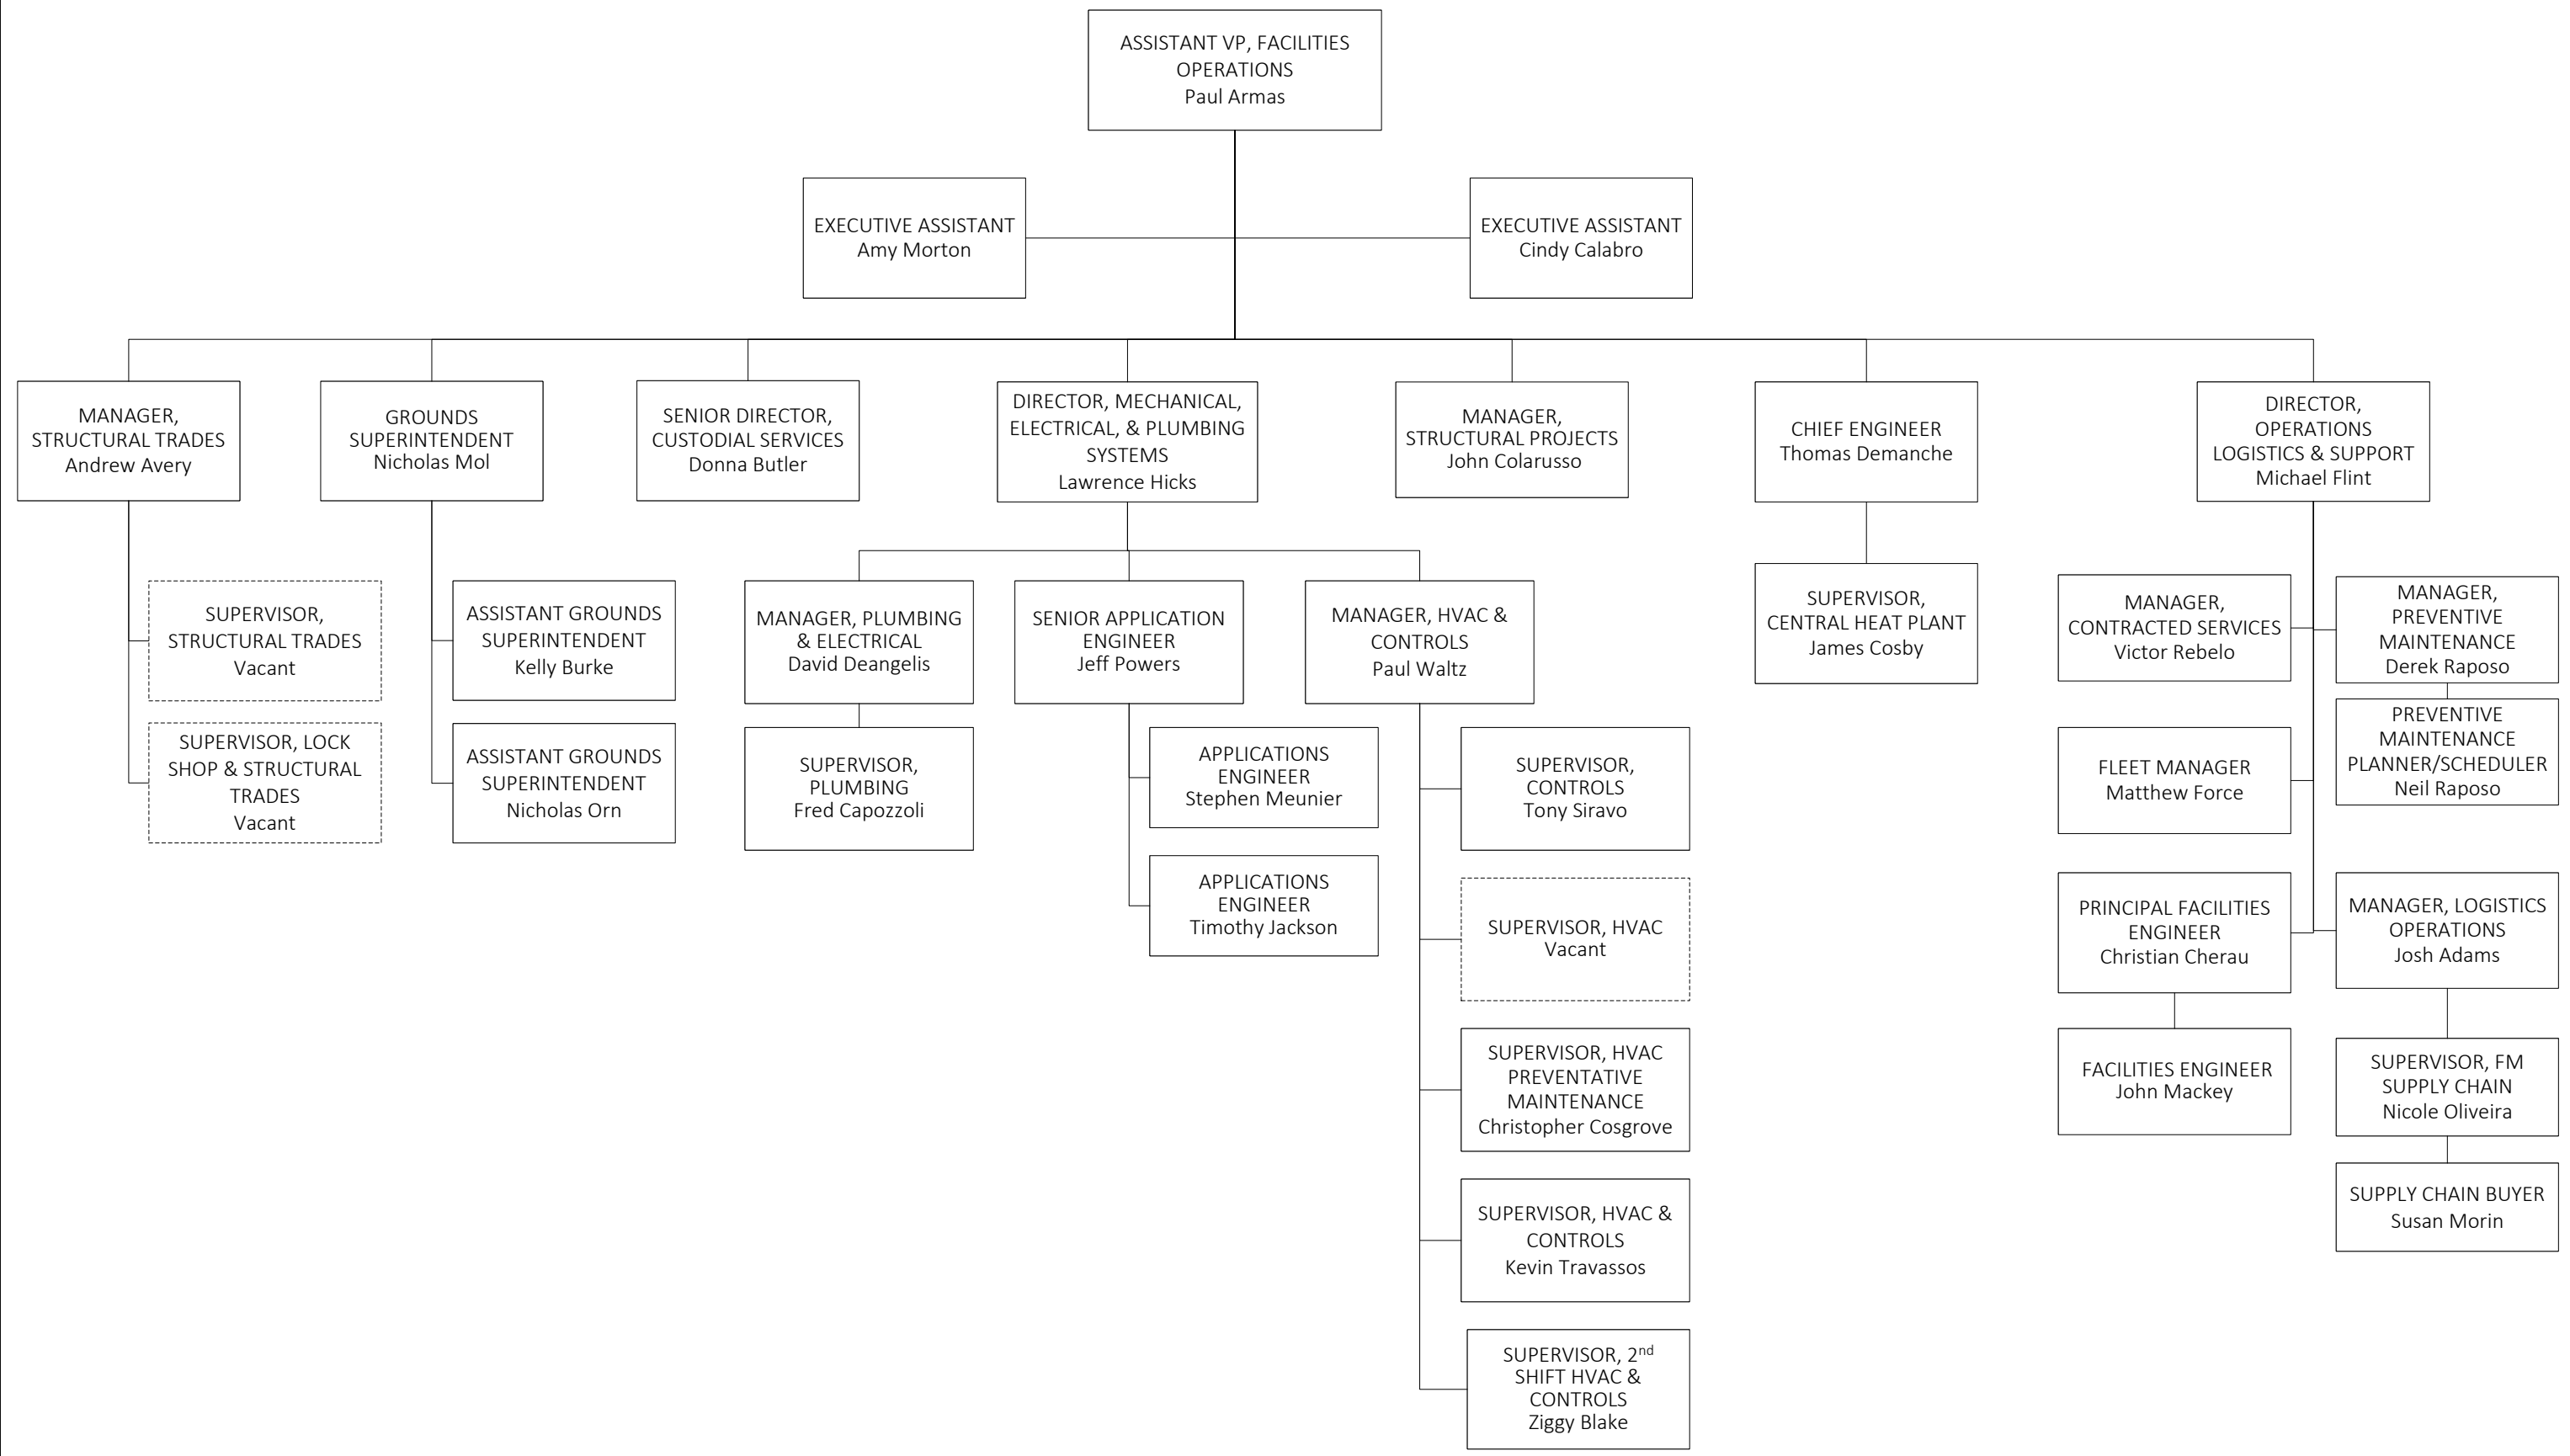 ASSISTANT VP, FACILITIES
OPERATIONS
Paul Armas
EXECUTIVE ASSISTANT
Amy Morton
EXECUTIVE ASSISTANT
Cindy Calabro
MANAGER,
STRUCTURAL TRADES
Andrew Avery
GROUNDS
SUPERINTENDENT
Nicholas Mol
SENIOR DIRECTOR,
CUSTODIAL SERVICES
Donna Butler
DIRECTOR, MECHANICAL,
ELECTRICAL, & PLUMBING
SYSTEMS
Lawrence Hicks
MANAGER,
STRUCTURAL PROJECTS
John Colarusso
CHIEF ENGINEER
Thomas Demanche
DIRECTOR,
OPERATIONS
LOGISTICS & SUPPORT
Michael Flint
SUPERVISOR,
STRUCTURAL TRADES
Vacant
SUPERVISOR, LOCK
SHOP & STRUCTURAL
TRADES
Vacant
ASSISTANT GROUNDS
SUPERINTENDENT
Kelly Burke
ASSISTANT GROUNDS
SUPERINTENDENT
Nicholas Orn
MANAGER, PLUMBING
& ELECTRICAL
David Deangelis
SUPERVISOR,
PLUMBING
Fred Capozzoli
SENIOR APPLICATION
ENGINEER
Jeff Powers
APPLICATIONS
ENGINEER
Stephen Meunier
APPLICATIONS
ENGINEER
Timothy Jackson
MANAGER, HVAC &
CONTROLS
Paul Waltz
SUPERVISOR,
CONTROLS
Tony Siravo
SUPERVISOR, HVAC
Vacant
SUPERVISOR, HVAC
PREVENTATIVE
MAINTENANCE
Christopher Cosgrove
SUPERVISOR, HVAC &
CONTROLS
Kevin Travassos
SUPERVISOR, 2nd
SHIFT HVAC &
CONTROLS
Ziggy Blake
SUPERVISOR,
CENTRAL HEAT PLANT
James Cosby
MANAGER,
CONTRACTED SERVICES
Victor Rebelo
FLEET MANAGER
Matthew Force
PRINCIPAL FACILITIES
ENGINEER
Christian Cherau
FACILITIES ENGINEER
John Mackey
MANAGER,
PREVENTIVE
MAINTENANCE
Derek Raposo
PREVENTIVE
MAINTENANCE
PLANNER/SCHEDULER
Neil Raposo
MANAGER, LOGISTICS
OPERATIONS
Josh Adams
SUPERVISOR, FM
SUPPLY CHAIN
Nicole Oliveira
SUPPLY CHAIN BUYER
Susan Morin